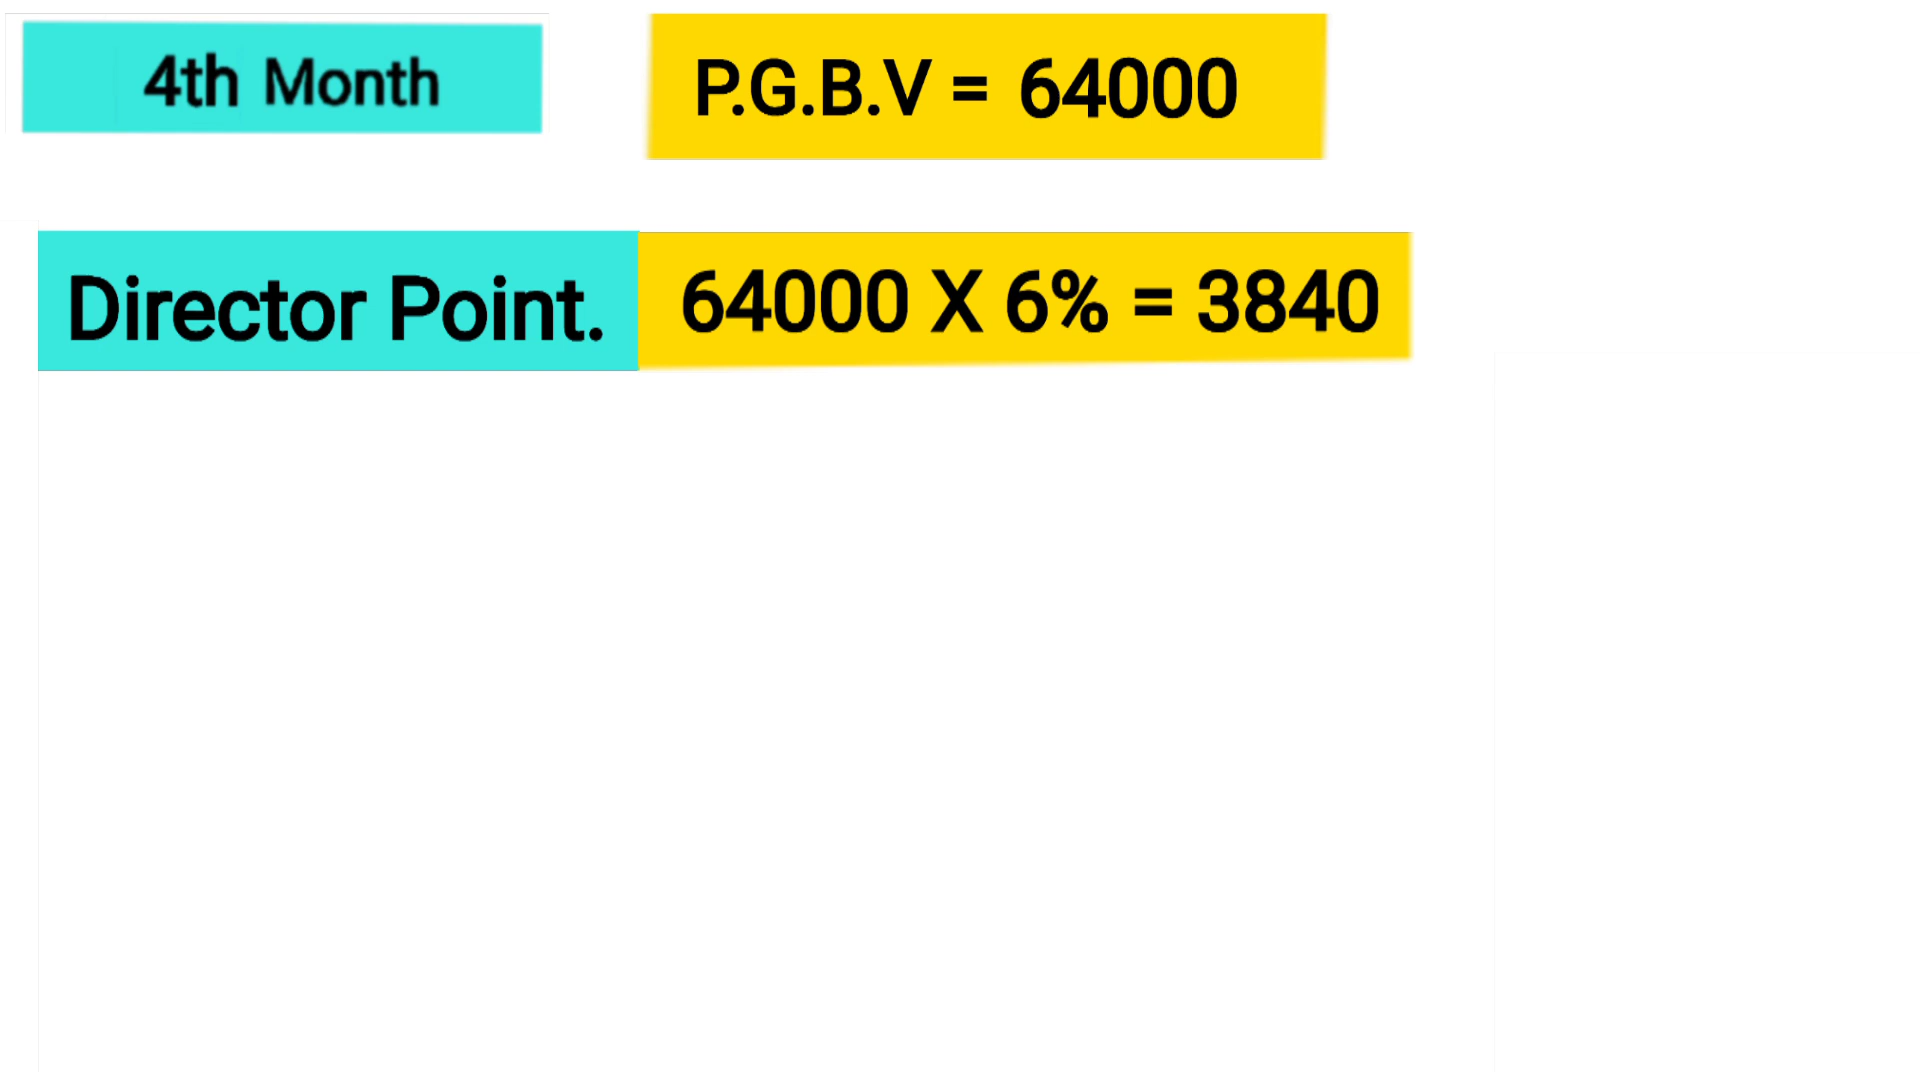 4th Month
P.G.B.V = 64000
Director Point.
64000 X 6% = 3840